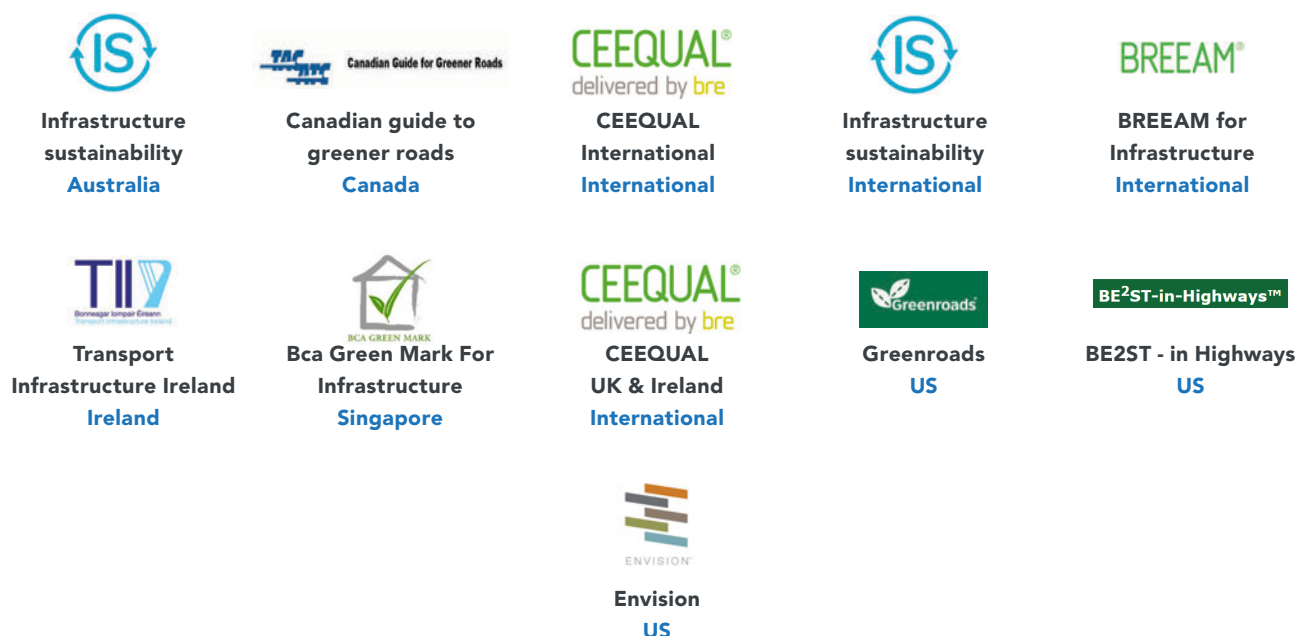 IS
TAC
ATC
Canadian Guide for Greener Roads
CEEQUAL®
delivered by bre
IS
BREEAM®
Infrastructure
sustainability
Australia
Canadian guide to
greener roads
Canada
CEEQUAL
International
International
Infrastructure
sustainability
International
BREEAM for
Infrastructure
International
TII
Bonneagar Iompair Éireann
Transport Infrastructure Ireland
BCA GREEN MARK
CEEQUAL®
delivered by bre
Greenroads
BE²ST-in-Highways™
Transport
Infrastructure Ireland
Ireland
Bca Green Mark For
Infrastructure
Singapore
CEEQUAL
UK & Ireland
International
Greenroads
US
BE2ST - in Highways
US
ENVISION™
Envision
US